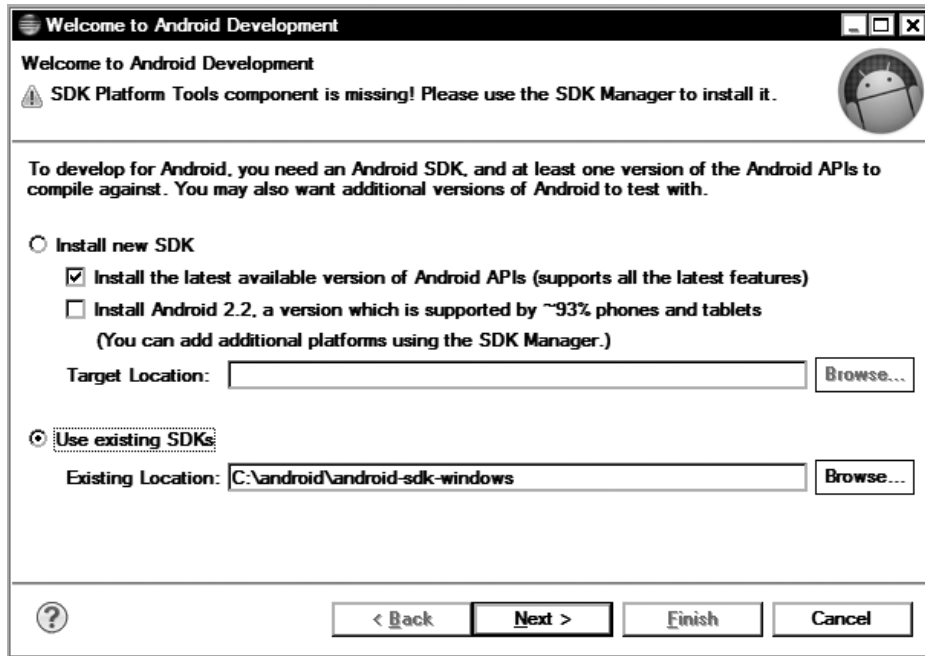 Welcome to Android Development
Welcome to Android Development
SDK Platform Tools component is missing! Please use the SDK Manager to install it.
To develop for Android, you need an Android SDK, and at least one version of the Android APIs to
compile against. You may also want additional versions of Android to test with.
Install new SDK
Install the latest available version of Android APIs (supports all the latest features)
Install Android 2.2, a version which is supported by ~93% phones and tablets
(You can add additional platforms using the SDK Manager.)
Target Location: Browse...
Use existing SDKs
Existing Location: C:\android\android-sdk-windows Browse...
? < Back Next > Finish Cancel